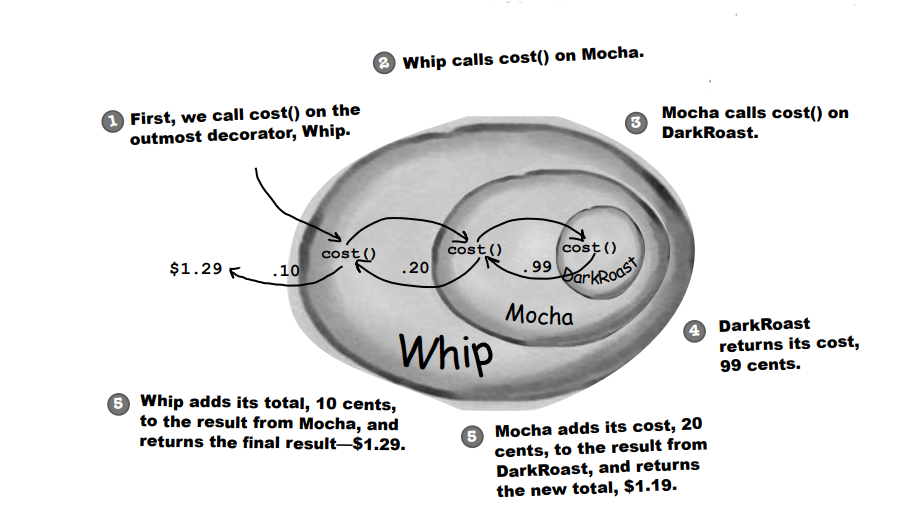 2 Whip calls cost() on Mocha.
1 First, we call cost() on the
outmost decorator, Whip.
3 Mocha calls cost() on
DarkRoast.
cost()
cost()
cost()
$1.29
.10
.20
.99
DarkRoast
Mocha
Whip
4 DarkRoast
returns its cost,
99 cents.
5 Whip adds its total, 10 cents,
to the result from Mocha, and
returns the final result—$1.29.
5 Mocha adds its cost, 20
cents, to the result from
DarkRoast, and returns
the new total, $1.19.